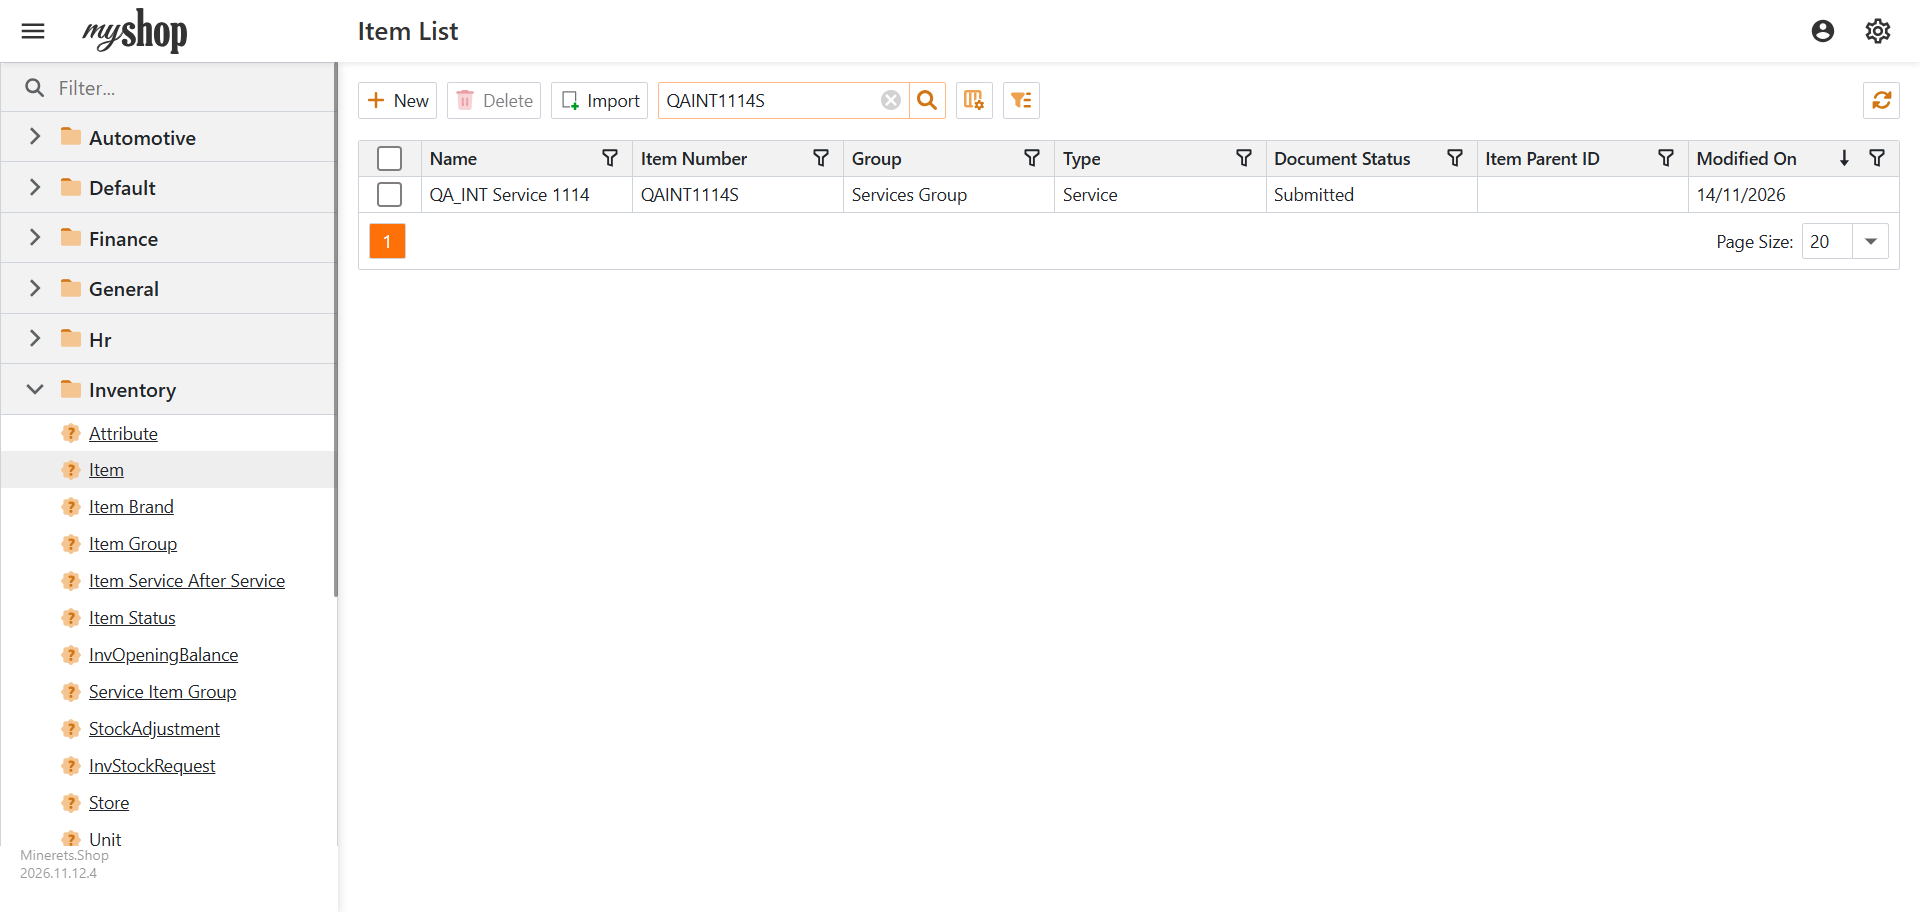 myshop
Item List
Filter...
New
Delete
Import
QAINT1114S
Automotive
Default
Finance
General
Hr
Inventory
Attribute
Item
Item Brand
Item Group
Item Service After Service
Item Status
InvOpeningBalance
Service Item Group
StockAdjustment
InvStockRequest
Store
Unit
Minerets.Shop
2026.11.12.4
Name Item Number Group Type Document Status Item Parent ID Modified On
QA_INT Service 1114 QAINT1114S Services Group Service Submitted 14/11/2026
1
Page Size: 20